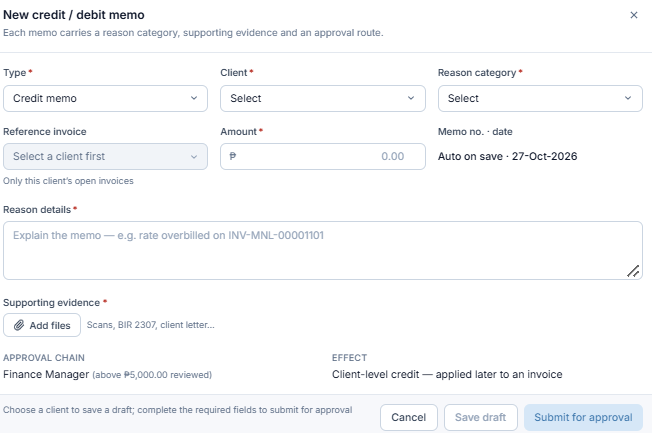 New credit / debit memo
Each memo carries a reason category, supporting evidence and an approval route.
Type * Client * Reason category *
Credit memo Select Select
Reference invoice Amount * Memo no. · date
Select a client first ₱ 0.00 Auto on save · 27-Oct-2026
Only this client's open invoices
Reason details *
Explain the memo — e.g. rate overbilled on INV-MNL-00001101
Supporting evidence *
Add files Scans, BIR 2307, client letter...
APPROVAL CHAIN EFFECT
Finance Manager (above ₱5,000.00 reviewed) Client-level credit — applied later to an invoice
Choose a client to save a draft; complete the required fields to submit for approval
Cancel Save draft Submit for approval